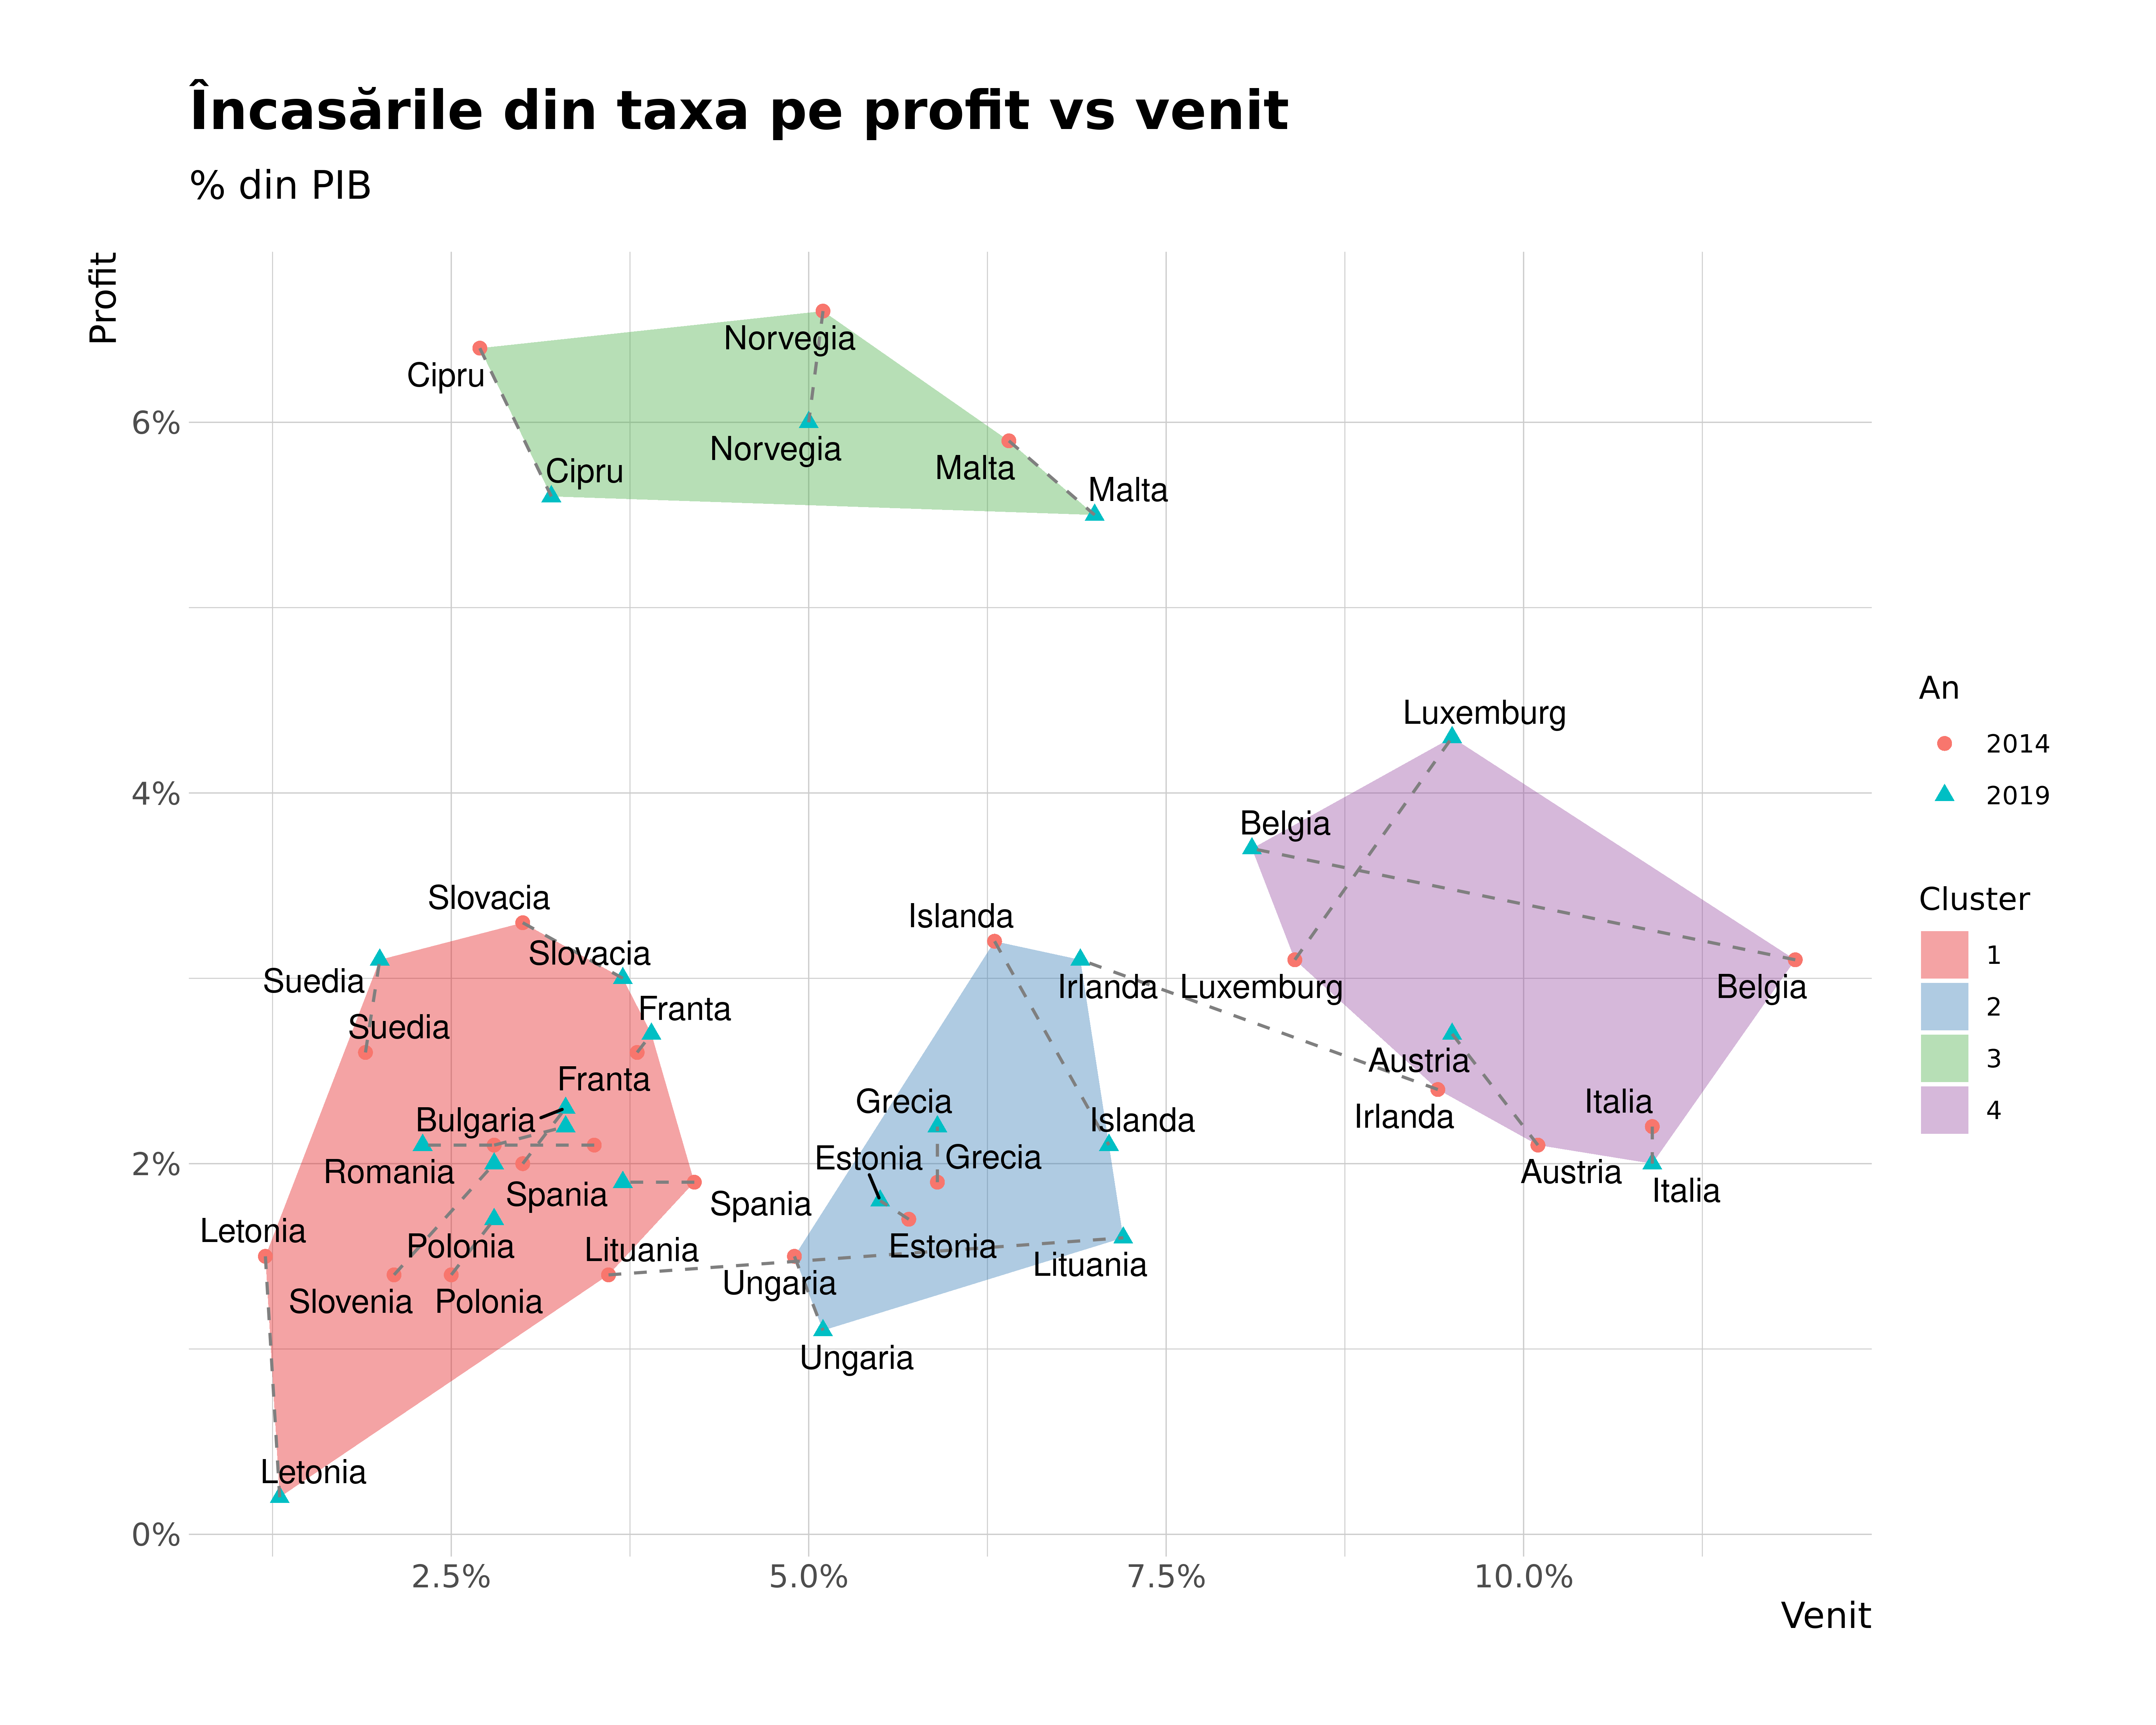 Încasările din taxa pe profit vs venit
% din PIB
Profit
Norvegia
Cipru
6%
Norvegia
Malta
Cipru
Malta
Luxemburg
An
2014
4%
2019
Belgia
Slovacia
Cluster
Islanda
Slovacia
1
Suedia
Irlanda
Luxemburg
Belgia
2
Franta
Suedia
3
Austria
Franta
Grecia
Italia
4
Bulgaria
Islanda
Irlanda
2%
Estonia
Grecia
Romania
Austria
Spania
Italia
Spania
Letonia
Polonia
Lituania
Estonia
Lituania
Ungaria
Slovenia
Polonia
Ungaria
Letonia
0%
2.5%
5.0%
7.5%
10.0%
Venit